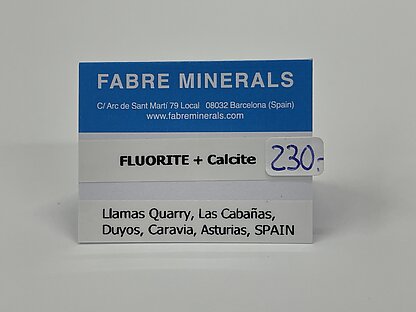 FABRE MINERALS
C/ Arc de Sant Martí 79 Local 08032 Barcelona (Spain)
www.fabreminerals.com
FLUORITE + Calcite 230.-
Llamas Quarry, Las Cabañas,
Duyos, Caravia, Asturias, SPAIN